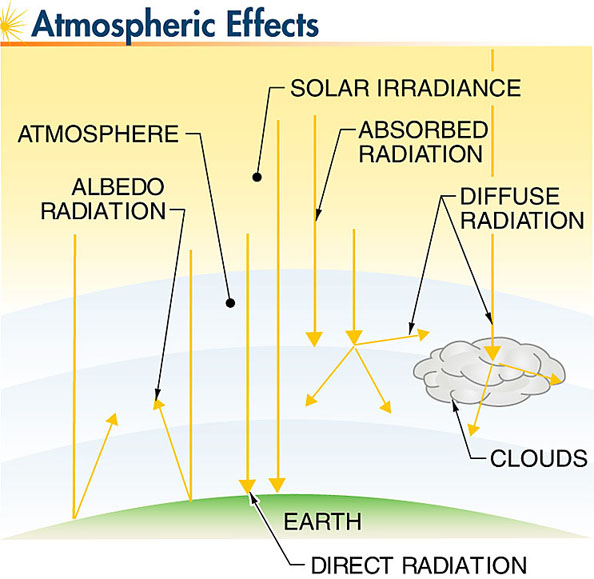 Atmospheric Effects
SOLAR IRRADIANCE
ATMOSPHERE
ABSORBED
RADIATION
ALBEDO
RADIATION
DIFFUSE
RADIATION
CLOUDS
EARTH
DIRECT RADIATION